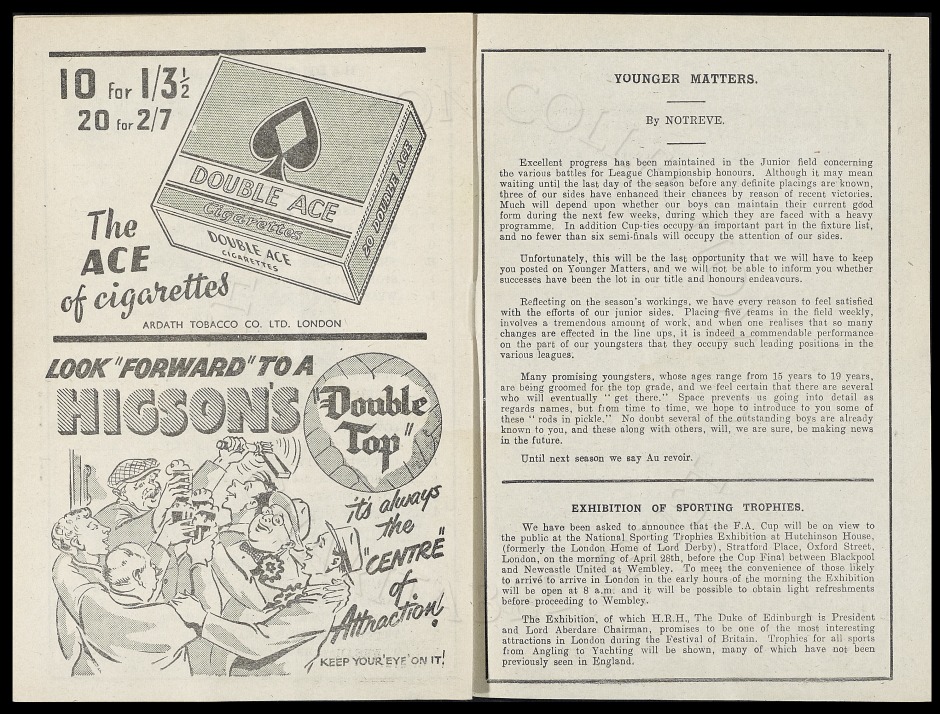 10 for 1/3½
20 for 2/7
DOUBLE ACE
Cigarettes
DOUBLE ACE
CIGARETTES
20 DOUBLE ACE
The
ACE
of cigarettes
ARDATH TOBACCO CO. LTD. LONDON
LOOK "FORWARD" TO A
HIGSON'S
"Double
Top"
it's always
the
"CENTRE"
of
Attraction!
KEEP YOUR EYE ON IT!
YOUNGER MATTERS.
By NOTREVE.
Excellent progress has been maintained in the Junior field concerning
the various battles for League Championship honours. Although it may mean
waiting until the last day of the season before any definite placings are known,
three of our sides have enhanced their chances by reason of recent victories.
Much will depend upon whether our boys can maintain their current good
form during the next few weeks, during which they are faced with a heavy
programme. In addition Cup-ties occupy an important part in the fixture list,
and no fewer than six semi-finals will occupy the attention of our sides.
Unfortunately, this will be the last opportunity that we will have to keep
you posted on Younger Matters, and we will not be able to inform you whether
successes have been the lot in our title and honours endeavours.
Reflecting on the season's workings, we have every reason to feel satisfied
with the efforts of our junior sides. Placing five teams in the field weekly,
involves a tremendous amount of work, and when one realises that so many
changes are effected in the line ups, it is indeed a commendable performance
on the part of our youngsters that they occupy such leading positions in the
various leagues.
Many promising youngsters, whose ages range from 15 years to 19 years,
are being groomed for the top grade, and we feel certain that there are several
who will eventually " get there." Space prevents us going into detail as
regards names, but from time to time, we hope to introduce to you some of
these " rods in pickle." No doubt several of the outstanding boys are already
known to you, and these along with others, will, we are sure, be making news
in the future.
Until next season we say Au revoir.
EXHIBITION OF SPORTING TROPHIES.
We have been asked to announce that the F.A. Cup will be on view to
the public at the National Sporting Trophies Exhibition at Hutchinson House,
(formerly the London Home of Lord Derby), Stratford Place, Oxford Street,
London, on the morning of April 28th, before the Cup Final between Blackpool
and Newcastle United at Wembley. To meet the convenience of those likely
to arrive to arrive in London in the early hours of the morning the Exhibition
will be open at 8 a.m. and it will be possible to obtain light refreshments
before proceeding to Wembley.
The Exhibition, of which H.R.H., The Duke of Edinburgh is President
and Lord Aberdare Chairman, promises to be one of the most interesting
attractions in London during the Festival of Britain. Trophies for all sports
from Angling to Yachting will be shown, many of which have not been
previously seen in England.